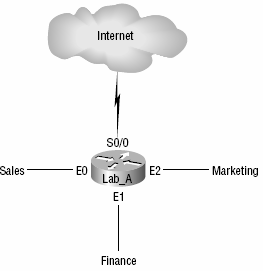 Internet
S0/0
Sales
E0
Lab_A
E2
Marketing
E1
Finance